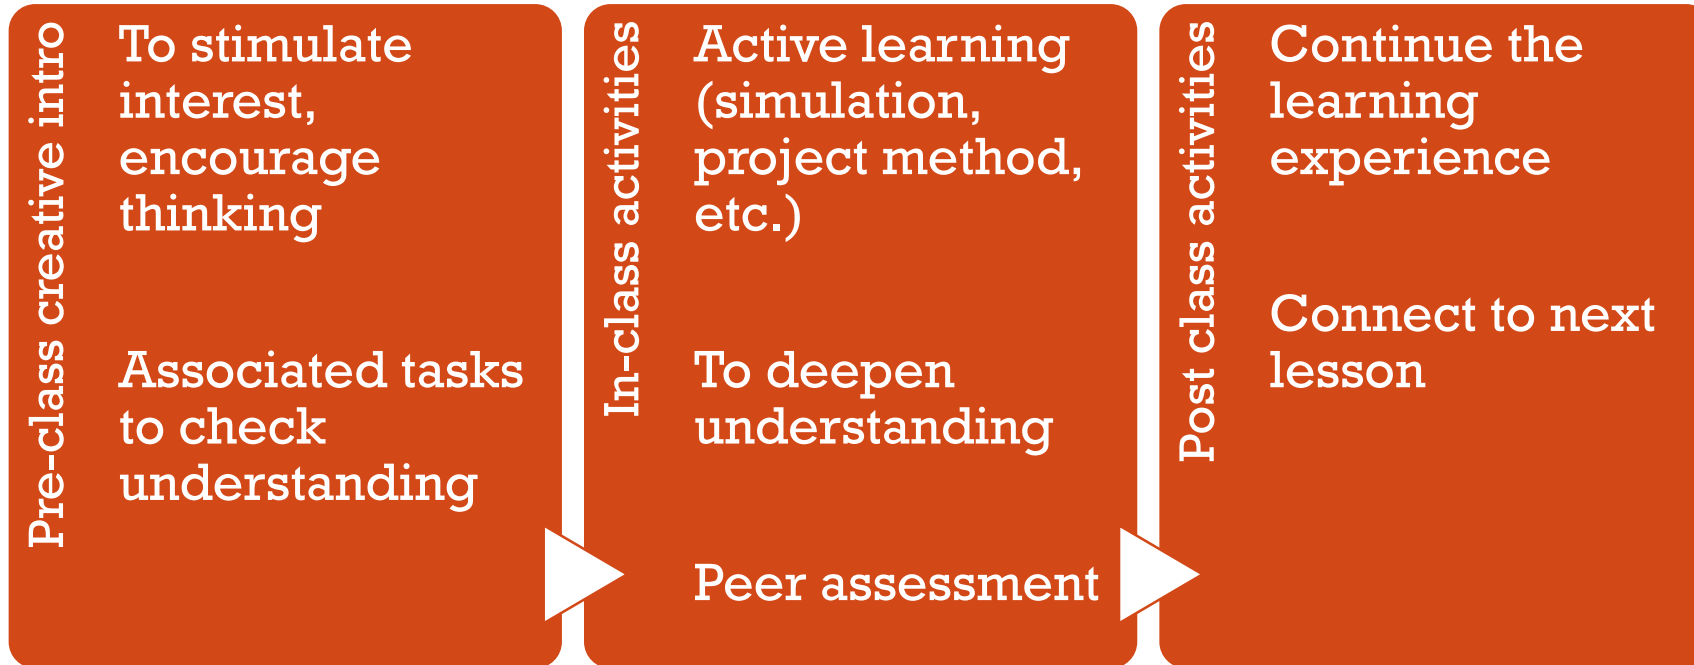 Pre-class creative intro
To stimulate
interest,
encourage
thinking
Associated tasks
to check
understanding
In-class activities
Active learning
(simulation,
project method,
etc.)
To deepen
understanding
Peer assessment
Post class activities
Continue the
learning
experience
Connect to next
lesson